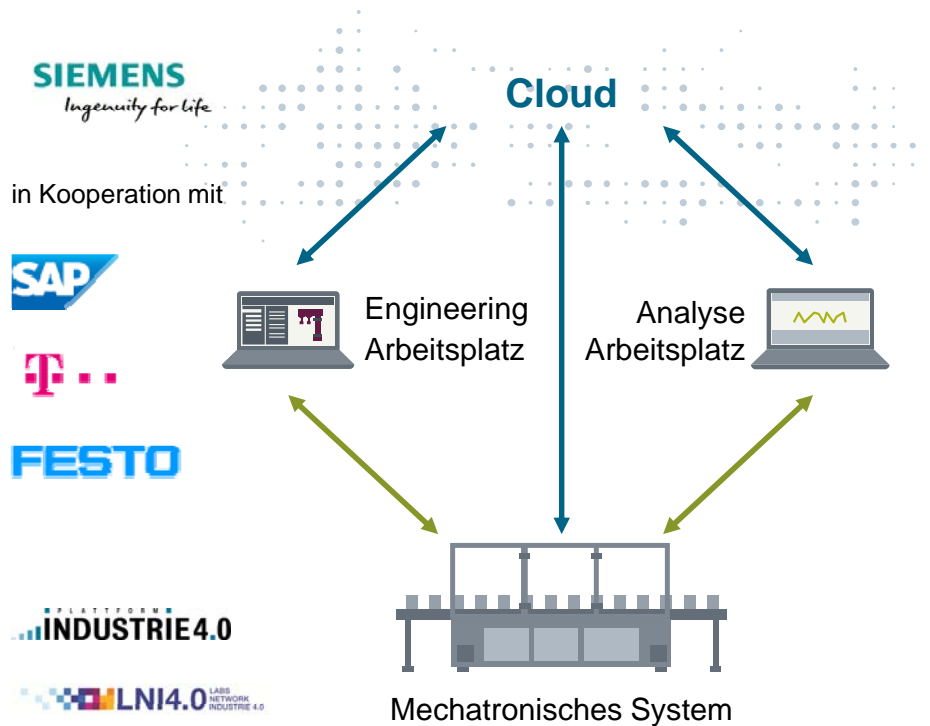 SIEMENS
Ingenuity for life
in Kooperation mit
SAP
T
FESTO
PLATTFORM
INDUSTRIE4.0
LNI4.0 LABS
NETWORK
INDUSTRIE 4.0
Cloud
Engineering
Arbeitsplatz
Analyse
Arbeitsplatz
Mechatronisches System